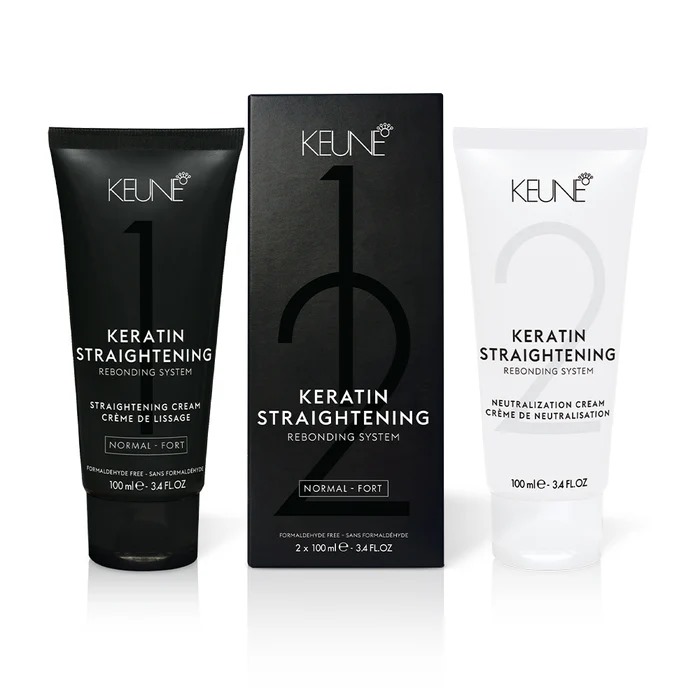 KEUNE
1
KERATIN
STRAIGHTENING
REBONDING SYSTEM
STRAIGHTENING CREAM
CRÈME DE LISSAGE
NORMAL - FORT
FORMALDEHYDE FREE - SANS FORMALDÉHYDE
100 ml ℮ - 3.4 FL.OZ
KEUNE
1
2
KERATIN
STRAIGHTENING
REBONDING SYSTEM
NORMAL - FORT
FORMALDEHYDE FREE - SANS FORMALDÉHYDE
2 x 100 ml ℮ - 3.4 FL.OZ
KEUNE
2
KERATIN
STRAIGHTENING
REBONDING SYSTEM
NEUTRALIZATION CREAM
CRÈME DE NEUTRALISATION
100 ml ℮ - 3.4 FL.OZ